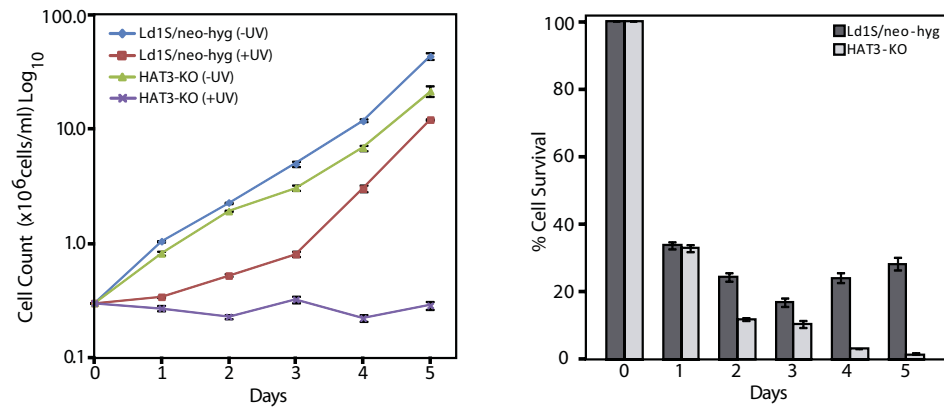 Cell Count (x10⁶cells/ml) Log₁₀
100.0
10.0
1.0
0.1
Ld1S/neo-hyg (-UV)
Ld1S/neo-hyg (+UV)
HAT3-KO (-UV)
HAT3-KO (+UV)
0 1 2 3 4 5
Days
% Cell Survival
100
80
60
40
20
0
Ld1S/neo-hyg
HAT3-KO
0 1 2 3 4 5
Days